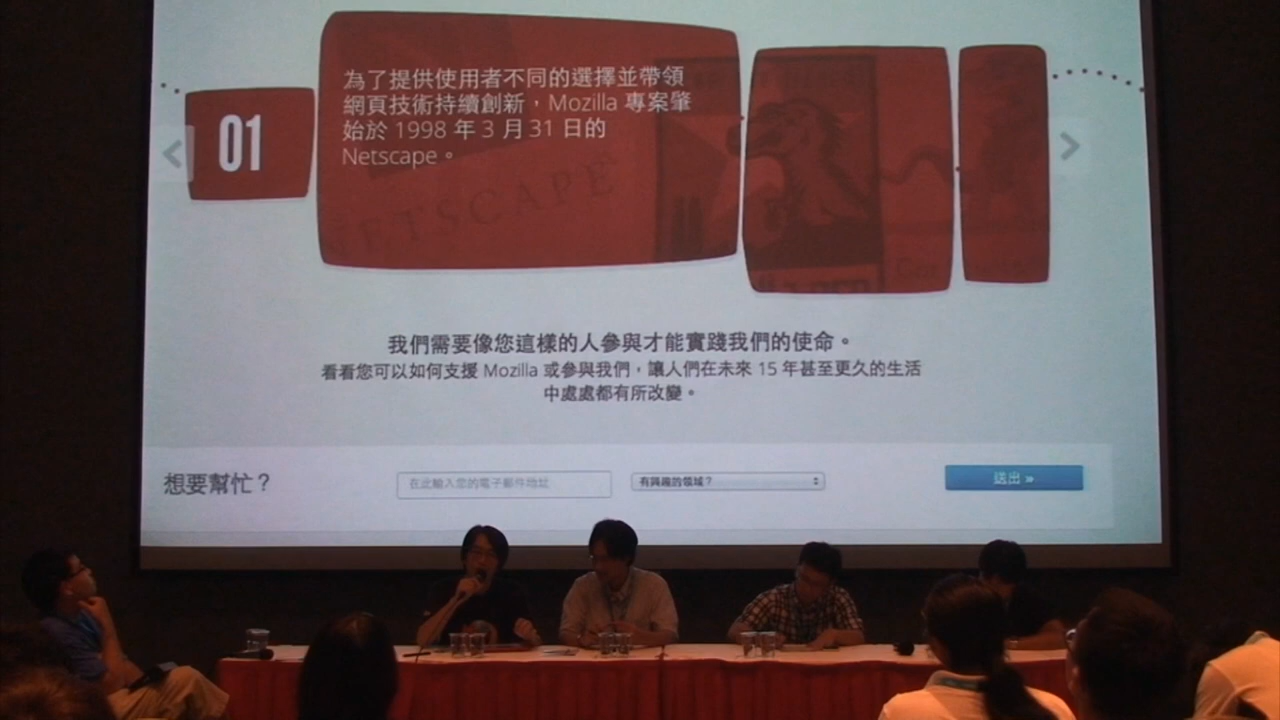 01
為了提供使用者不同的選擇並帶領
網頁技術持續創新，Mozilla 專案肇
始於 1998 年 3 月 31 日的
Netscape。
NETSCAPE
我們需要像您這樣的人參與才能實踐我們的使命。
看看您可以如何支援 Mozilla 或參與我們，讓人們在未來 15 年甚至更久的生活
中處處都有所改變。
想要幫忙？
在此輸入您的電子郵件地址
有興趣的領域？
送出 »